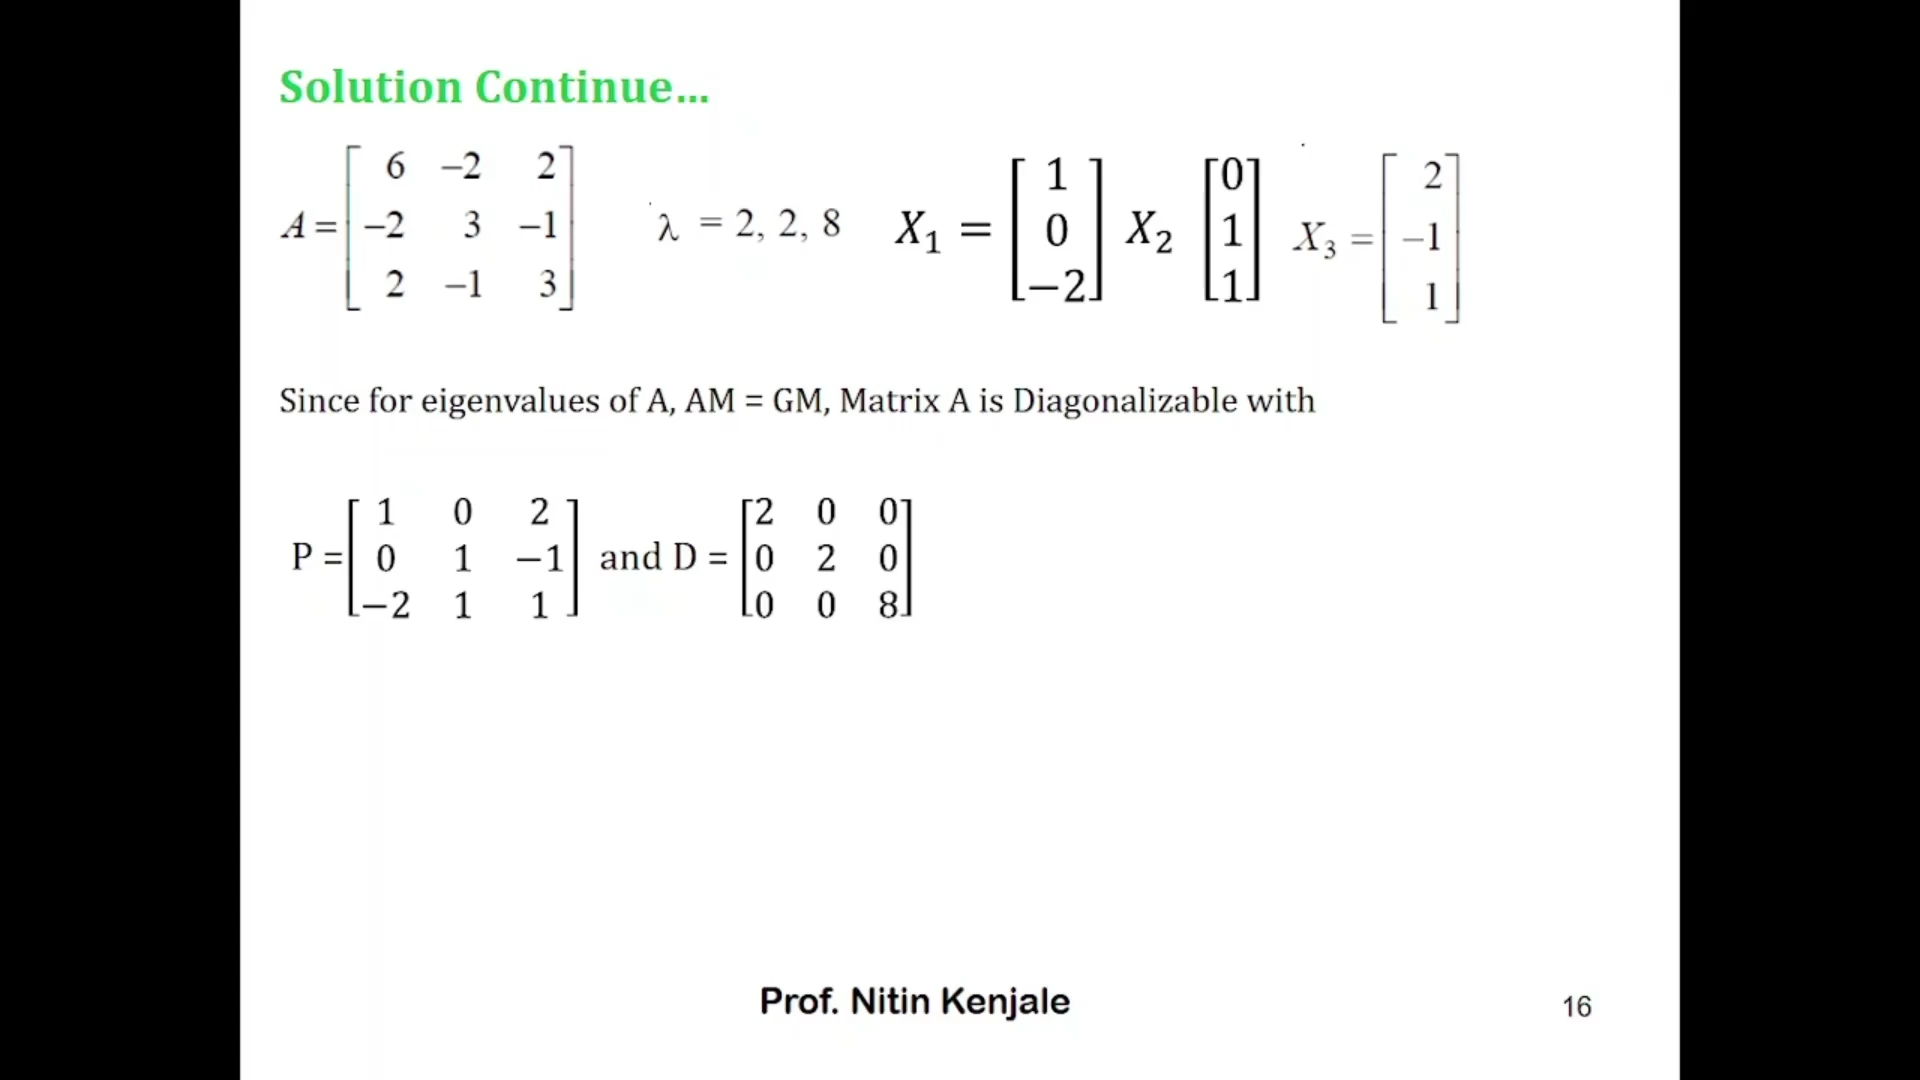 Solution Continue...
A = [ 6 –2 2 ; –2 3 –1 ; 2 –1 3 ] λ = 2, 2, 8 X₁ = [ 1 ; 0 ; −2 ] X₂ [ 0 ; 1 ; 1 ] X₃ = [ 2 ; –1 ; 1 ]
Since for eigenvalues of A, AM = GM, Matrix A is Diagonalizable with
P = [ 1 0 2 ; 0 1 −1 ; −2 1 1 ] and D = [ 2 0 0 ; 0 2 0 ; 0 0 8 ]
Prof. Nitin Kenjale
16